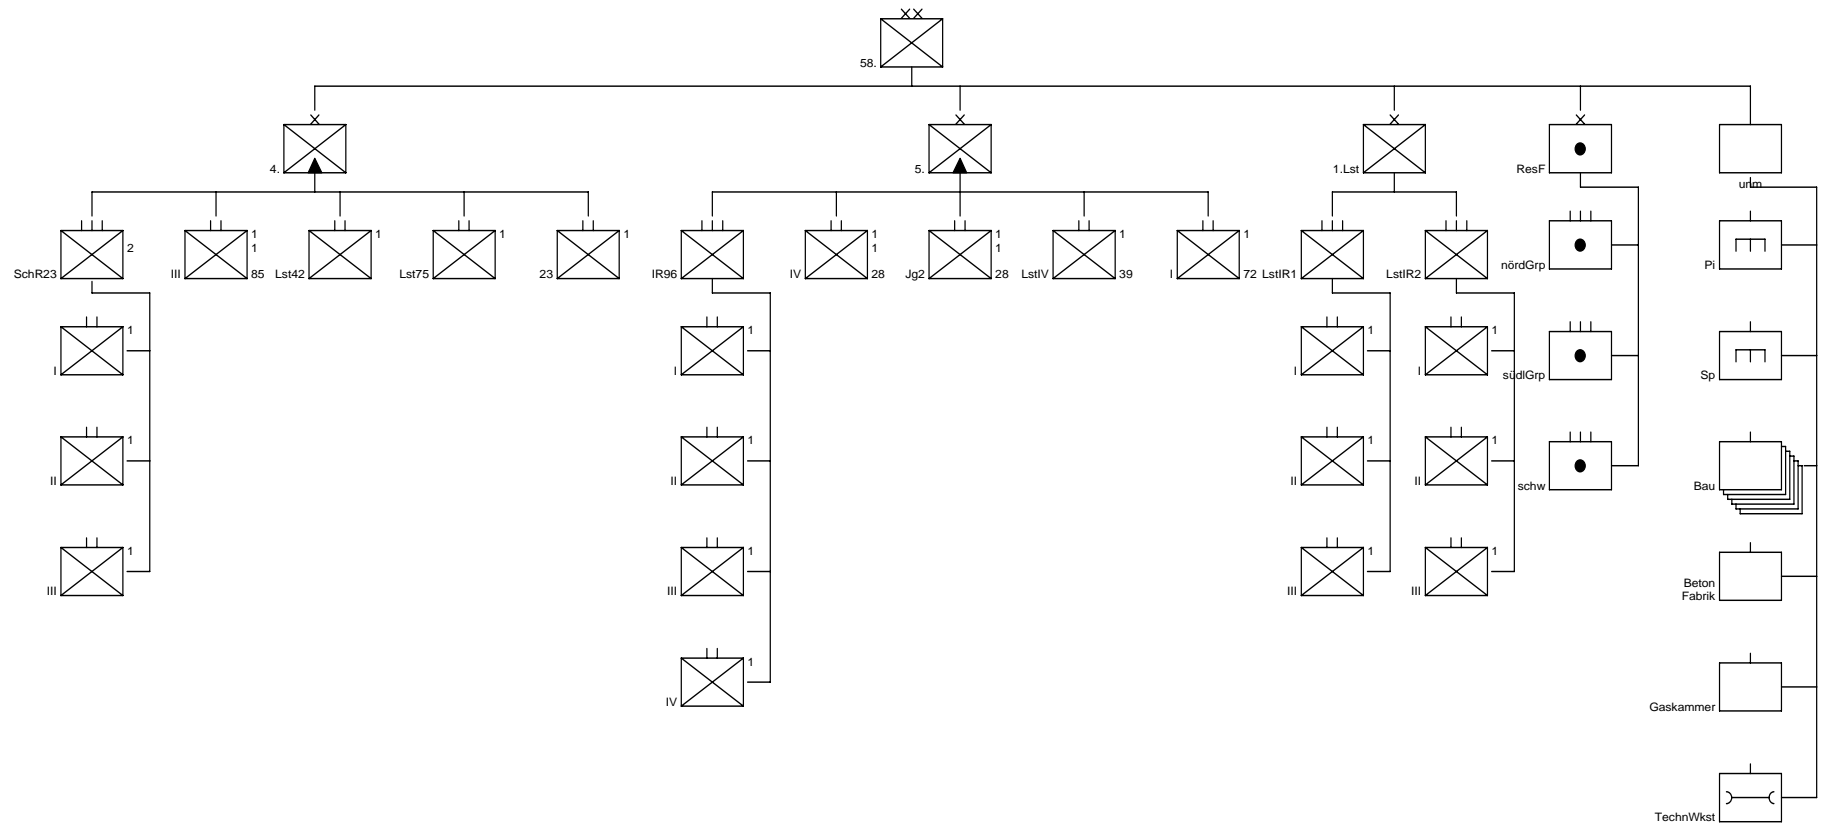 58.
4.
5.
1.Lst
ResF
unm
SchR23
2
III
1
1
85
Lst42
1
Lst75
1
23
1
IR96
IV
1
1
28
Jg2
1
1
28
LstIV
1
39
I
1
72
LstIR1
LstIR2
nördGrp
Pi
I
1
I
1
I
1
I
1
südlGrp
Sp
II
1
II
1
II
1
II
1
schw
Bau
III
1
III
1
III
1
III
1
Beton
Fabrik
IV
1
Gaskammer
TechnWkst